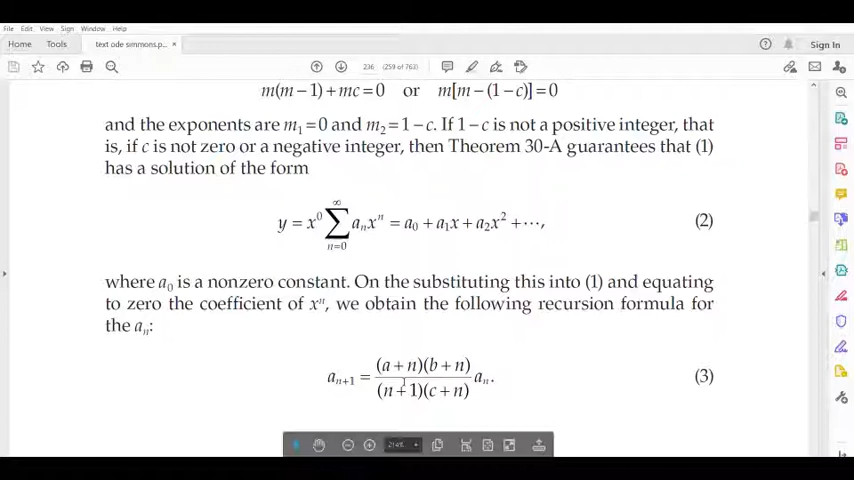 File Edit View Sign Window Help
Home Tools text ode simmons.p... × Sign In
236 (259 of 763)
m(m − 1) + mc = 0 or m[m − (1 − c)] = 0
and the exponents are m₁ = 0 and m₂ = 1 − c. If 1 − c is not a positive integer, that
is, if c is not zero or a negative integer, then Theorem 30-A guarantees that (1)
has a solution of the form
y = x⁰ ∑_{n=0}^{∞} aₙxⁿ = a₀ + a₁x + a₂x² + ⋯, (2)
where a₀ is a nonzero constant. On the substituting this into (1) and equating
to zero the coefficient of xⁿ, we obtain the following recursion formula for
the aₙ:
aₙ₊₁ = (a + n)(b + n) / (n + 1)(c + n) aₙ. (3)
214%